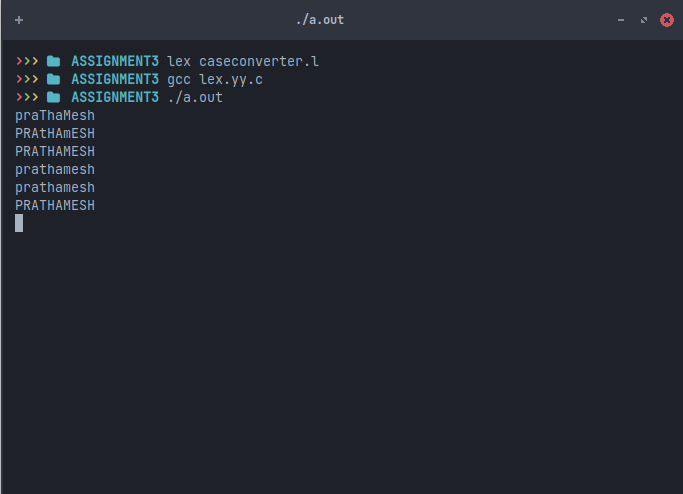 + ./a.out
>>> ASSIGNMENT3 lex caseconverter.l
>>> ASSIGNMENT3 gcc lex.yy.c
>>> ASSIGNMENT3 ./a.out
praThaMesh
PRAtHAmESH
PRATHAMESH
prathamesh
prathamesh
PRATHAMESH